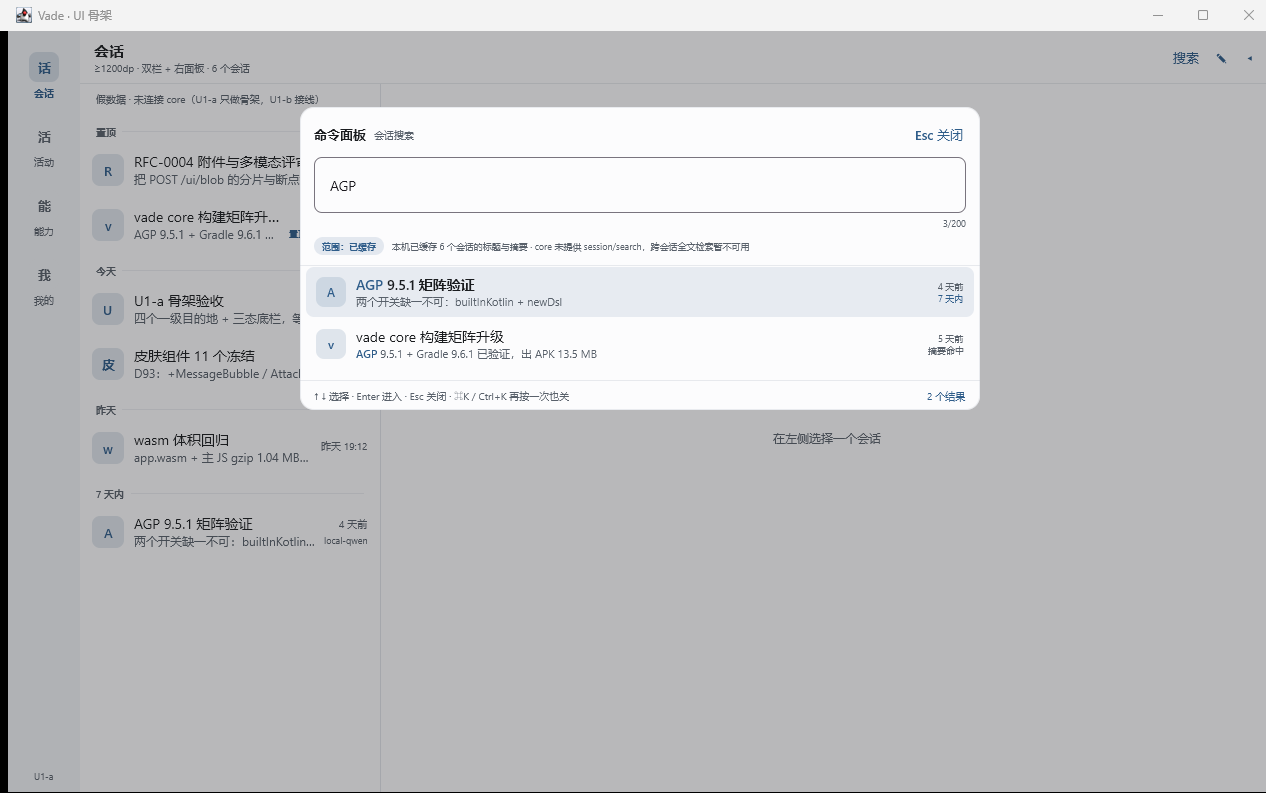 Vade · UI 骨架
话
会话
活
活动
能
能力
我
我的
U1-a
会话
≥1200dp · 双栏 + 右面板 · 6 个会话
搜索
假数据 · 未连接 core（U1-a 只做骨架，U1-b 接线）
置顶
R
RFC-0004 附件与多模态评
把 POST /ui/blob 的分片与断点
v
vade core 构建矩阵升...
AGP 9.5.1 + Gradle 9.6.1 ...
今天
U
U1-a 骨架验收
四个一级目的地 + 三态底栏，
皮
皮肤组件 11 个冻结
D93：+MessageBubble / Attac
昨天
w
wasm 体积回归
昨天 19:12
app.wasm + 主 JS gzip 1.04 MB...
7 天内
A
AGP 9.5.1 矩阵验证
4 天前
两个开关缺一不可：builtInKotlin...
local-qwen
命令面板 会话搜索
Esc 关闭
AGP
3/200
范围：已缓存
本机已缓存 6 个会话的标题与摘要 · core 未提供 session/search，跨会话全文检索暂不可用
A
AGP 9.5.1 矩阵验证
4 天前
两个开关缺一不可：builtInKotlin + newDsl
7 天内
v
vade core 构建矩阵升级
5 天前
AGP 9.5.1 + Gradle 9.6.1 已验证，出 APK 13.5 MB
摘要命中
↑↓ 选择 · Enter 进入 · Esc 关闭 · ⌘K / Ctrl+K 再按一次也关
2 个结果
在左侧选择一个会话